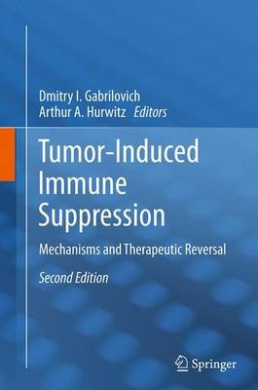 Dmitry I. Gabrilovich
Arthur A. Hurwitz Editors
Tumor-Induced
Immune
Suppression
Mechanisms and Therapeutic Reversal
Second Edition
Springer